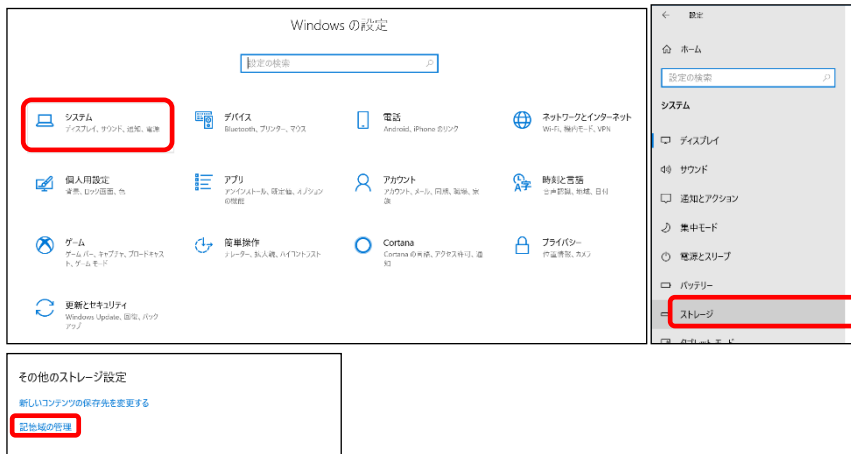 Windows の設定
設定の検索
システム
ディスプレイ、サウンド、通知、電源
デバイス
Bluetooth、プリンター、マウス
電話
Android、iPhone のリンク
ネットワークとインターネット
Wi-Fi、機内モード、VPN
個人用設定
背景、ロック画面、色
アプリ
アンインストール、既定値、オプション
の機能
アカウント
アカウント、メール、同期、職場、家
族
時刻と言語
音声認識、地域、日付
ゲーム
ゲーム バー、キャプチャ、ブロードキャス
ト、ゲーム モード
簡単操作
ナレーター、拡大鏡、ハイコントラスト
Cortana
Cortana の言語、アクセス許可、通
知
プライバシー
位置情報、カメラ
更新とセキュリティ
Windows Update、回復、バック
アップ
← 設定
ホーム
設定の検索
システム
ディスプレイ
サウンド
通知とアクション
集中モード
電源とスリープ
バッテリー
ストレージ
タブレット モード
その他のストレージ設定
新しいコンテンツの保存先を変更する
記憶域の管理